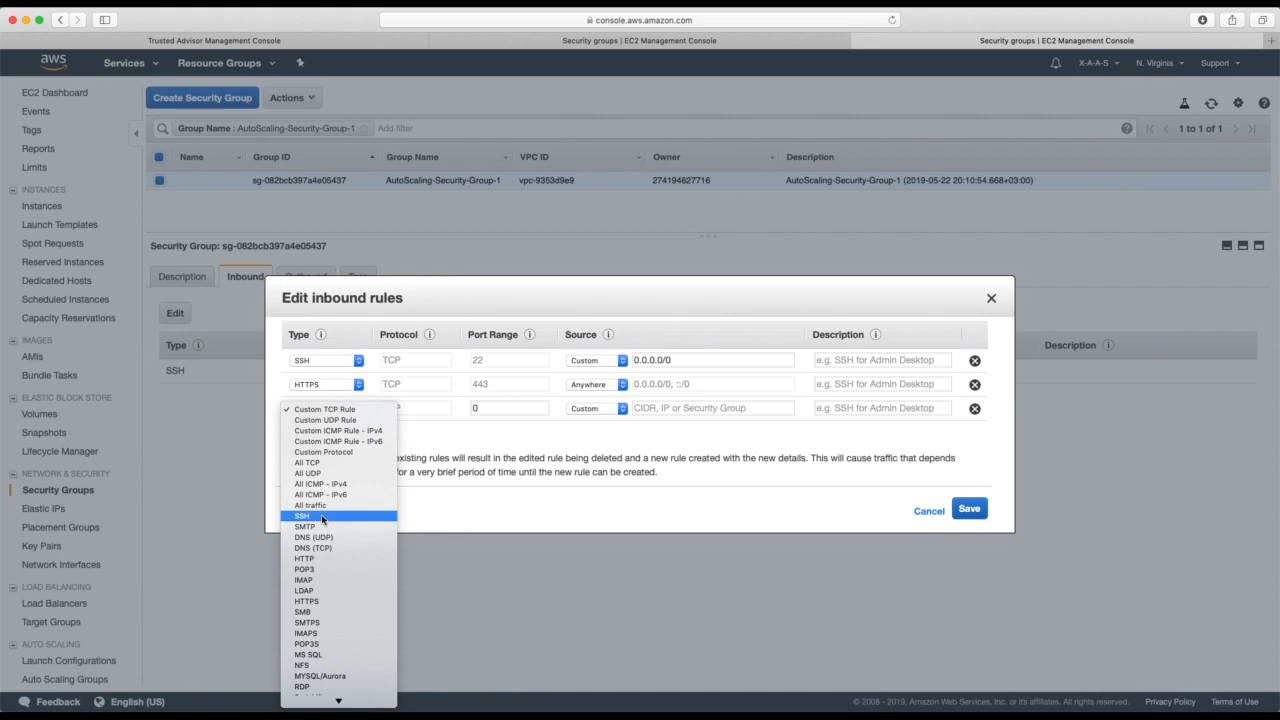 console.aws.amazon.com
Trusted Advisor Management Console
Security groups | EC2 Management Console
Security groups | EC2 Management Console
aws
Services
Resource Groups
X-A-A-S
N. Virginia
Support
EC2 Dashboard
Events
Tags
Reports
Limits
INSTANCES
Instances
Launch Templates
Spot Requests
Reserved Instances
Dedicated Hosts
Scheduled Instances
Capacity Reservations
IMAGES
AMIs
Bundle Tasks
ELASTIC BLOCK STORE
Volumes
Snapshots
Lifecycle Manager
NETWORK & SECURITY
Security Groups
Elastic IPs
Placement Groups
Key Pairs
Network Interfaces
LOAD BALANCING
Load Balancers
Target Groups
AUTO SCALING
Launch Configurations
Auto Scaling Groups
Create Security Group
Actions
Group Name : AutoScaling-Security-Group-1
Add filter
1 to 1 of 1
Name Group ID Group Name VPC ID Owner Description
sg-082bcb397a4e05437 AutoScaling-Security-Group-1 vpc-9353d9e9 274194627716 AutoScaling-Security-Group-1 (2019-05-22 20:10:54.668+03:00)
Security Group: sg-082bcb397a4e05437
Description Inbound
Edit
Type
Description
SSH
Edit inbound rules
Type Protocol Port Range Source Description
SSH TCP 22 Custom 0.0.0.0/0 e.g. SSH for Admin Desktop
HTTPS TCP 443 Anywhere 0.0.0.0/0, ::/0 e.g. SSH for Admin Desktop
0 Custom CIDR, IP or Security Group e.g. SSH for Admin Desktop
existing rules will result in the edited rule being deleted and a new rule created with the new details. This will cause traffic that depends
for a very brief period of time until the new rule can be created.
Cancel
Save
Custom TCP Rule
Custom UDP Rule
Custom ICMP Rule - IPv4
Custom ICMP Rule - IPv6
Custom Protocol
All TCP
All UDP
All ICMP - IPv4
All ICMP - IPv6
All traffic
SSH
SMTP
DNS (UDP)
DNS (TCP)
HTTP
POP3
IMAP
LDAP
HTTPS
SMB
SMTPS
IMAPS
POP3S
MS SQL
NFS
MYSQL/Aurora
RDP
Feedback
English (US)
© 2008 - 2019, Amazon Web Services, Inc. or its affiliates. All rights reserved.
Privacy Policy
Terms of Use